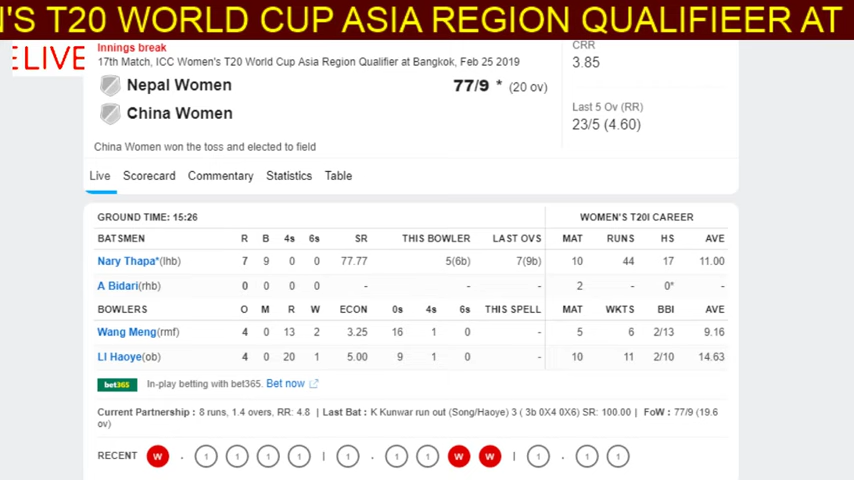 'S T20 WORLD CUP ASIA REGION QUALIFIEER AT
LIVE
Innings break
17th Match, ICC Women's T20 World Cup Asia Region Qualifier at Bangkok, Feb 25 2019
Nepal Women 77/9 * (20 ov)
China Women
China Women won the toss and elected to field
CRR
3.85
Last 5 Ov (RR)
23/5 (4.60)
Live Scorecard Commentary Statistics Table
GROUND TIME: 15:26 WOMEN'S T20I CAREER
BATSMEN R B 4s 6s SR THIS BOWLER LAST OVS MAT RUNS HS AVE
Nary Thapa*(lhb) 7 9 0 0 77.77 5(6b) 7(9b) 10 44 17 11.00
A Bidari(rhb) 0 0 0 0 - - - 2 - 0* -
BOWLERS O M R W ECON 0s 4s 6s THIS SPELL MAT WKTS BBI AVE
Wang Meng(rmf) 4 0 13 2 3.25 16 1 0 - 5 6 2/13 9.16
LI Haoye(ob) 4 0 20 1 5.00 9 1 0 - 10 11 2/10 14.63
bet365 In-play betting with bet365. Bet now
Current Partnership : 8 runs, 1.4 overs, RR: 4.8 | Last Bat : K Kunwar run out (Song/Haoye) 3 ( 3b 0X4 0X6) SR: 100.00 | FoW : 77/9 (19.6
ov)
RECENT W . 1 1 1 1 | 1 . 1 1 W W | 1 . 1 1